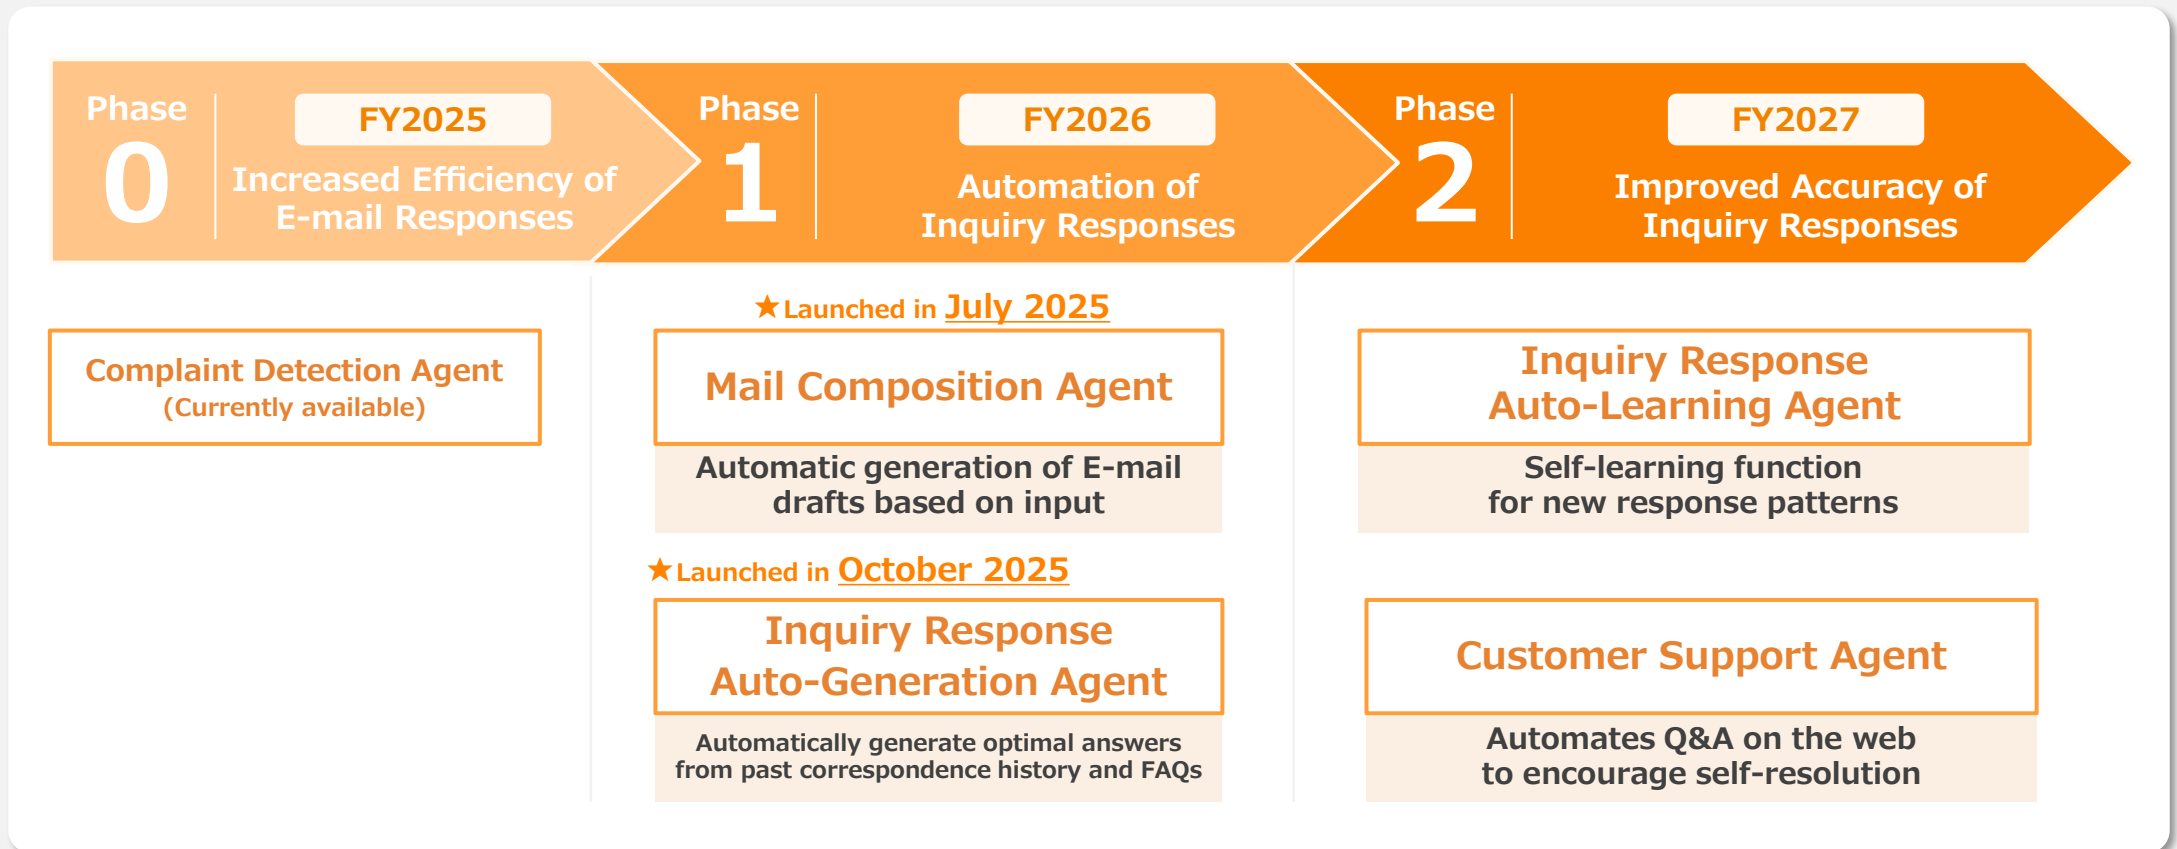 Phase
0
FY2025
Increased Efficiency of
E-mail Responses
Phase
1
FY2026
Automation of
Inquiry Responses
Phase
2
FY2027
Improved Accuracy of
Inquiry Responses
Complaint Detection Agent
(Currently available)
★Launched in July 2025
Mail Composition Agent
Automatic generation of E-mail
drafts based on input
★Launched in October 2025
Inquiry Response
Auto-Generation Agent
Automatically generate optimal answers
from past correspondence history and FAQs
Inquiry Response
Auto-Learning Agent
Self-learning function
for new response patterns
Customer Support Agent
Automates Q&A on the web
to encourage self-resolution